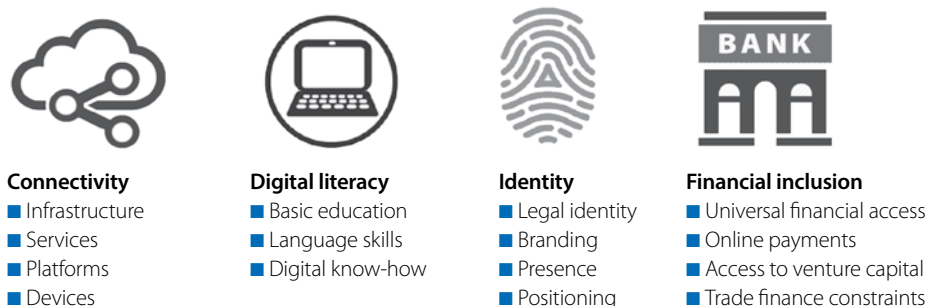 BANK
Connectivity
■ Infrastructure
■ Services
■ Platforms
■ Devices
Digital literacy
■ Basic education
■ Language skills
■ Digital know-how
Identity
■ Legal identity
■ Branding
■ Presence
■ Positioning
Financial inclusion
■ Universal financial access
■ Online payments
■ Access to venture capital
■ Trade finance constraints